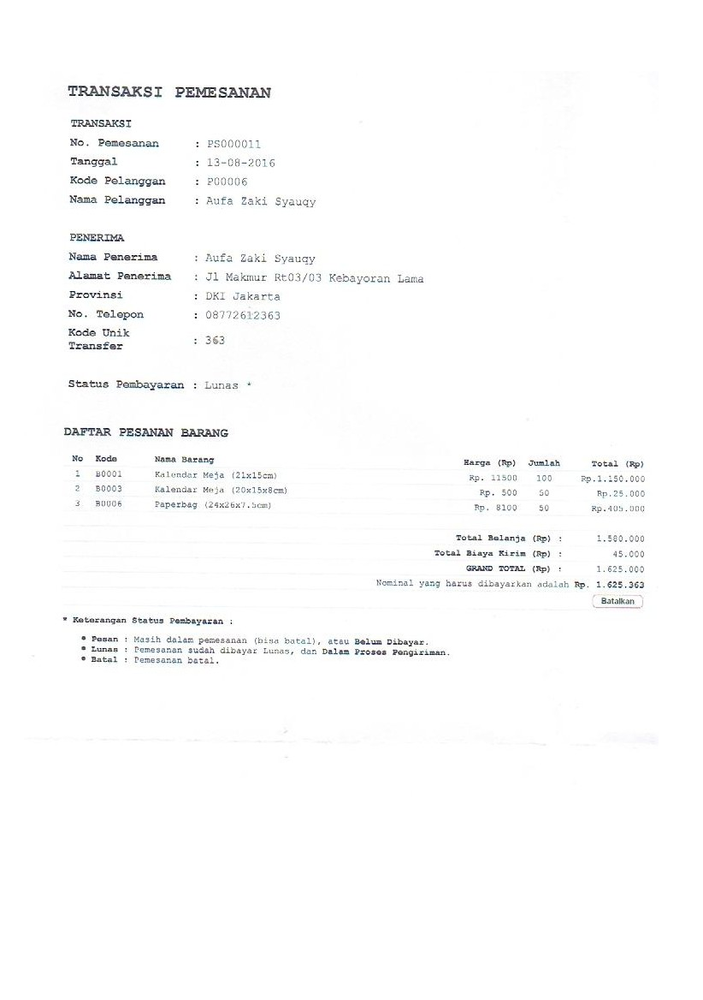 TRANSAKSI PEMESANAN
TRANSAKSI
No. Pemesanan : PS000011
Tanggal : 13-08-2016
Kode Pelanggan : P00006
Nama Pelanggan : Aufa Zaki Syauqy
PENERIMA
Nama Penerima : Aufa Zaki Syauqy
Alamat Penerima : Jl Makmur Rt03/03 Kebayoran Lama
Provinsi : DKI Jakarta
No. Telepon : 08772612363
Kode Unik
Transfer : 363
Status Pembayaran : Lunas *
DAFTAR PESANAN BARANG
No Kode Nama Barang Harga (Rp) Jumlah Total (Rp)
1 B0001 Kalendar Meja (21x15cm) Rp. 11500 100 Rp.1.150.000
2 B0003 Kalendar Meja (20x15x8cm) Rp. 500 50 Rp.25.000
3 B0006 Paperbag (24x26x7.5cm) Rp. 8100 50 Rp.405.000
Total Belanja (Rp) : 1.580.000
Total Biaya Kirim (Rp) : 45.000
GRAND TOTAL (Rp) : 1.625.000
Nominal yang harus dibayarkan adalah Rp. 1.625.363
Batalkan
* Keterangan Status Pembayaran :
* Pesan : Masih dalam pemesanan (bisa batal), atau Belum Dibayar.
* Lunas : Pemesanan sudah dibayar Lunas, dan Dalam Proses Pengiriman.
* Batal : Pemesanan batal.